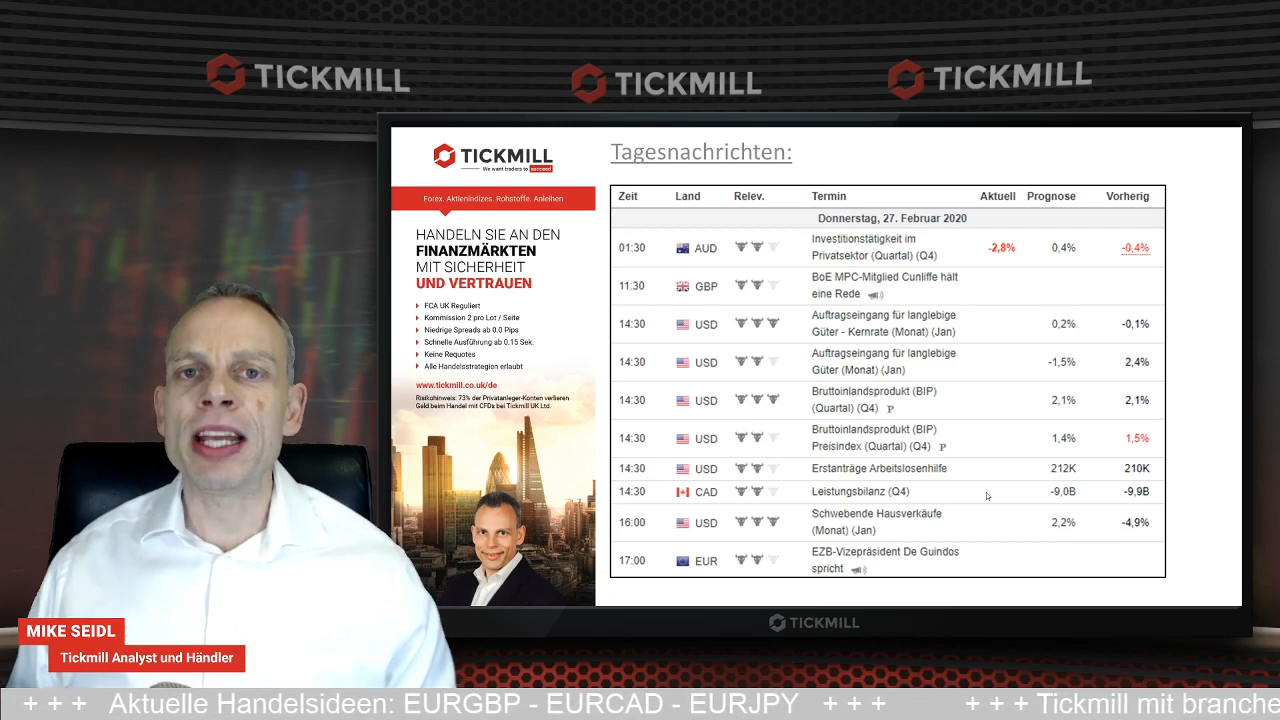 TICKMILL
TICKMILL
TICKMILL
TICKMILL
We want traders to succeed
Forex. Aktienindizes. Rohstoffe. Anleihen
HANDELN SIE AN DEN
FINANZMÄRKTEN
MIT SICHERHEIT
UND VERTRAUEN
FCA UK Reguliert
Kommission 2 pro Lot / Seite
Niedrige Spreads ab 0.0 Pips
Schnelle Ausführung ab 0.15 Sek.
Keine Requotes
Alle Handelsstrategien erlaubt
www.tickmill.co.uk/de
Risikohinweis: 73% der Privatanleger-Konten verlieren
Geld beim Handel mit CFDs bei Tickmill UK Ltd.
Tagesnachrichten:
Zeit Land Relev. Termin Aktuell Prognose Vorherig
Donnerstag, 27. Februar 2020
01:30 AUD Investitionstätigkeit im
Privatsektor (Quartal) (Q4) -2,8% 0,4% -0,4%
11:30 GBP BoE MPC-Mitglied Cunliffe hält
eine Rede
14:30 USD Auftragseingang für langlebige
Güter - Kernrate (Monat) (Jan) 0,2% -0,1%
14:30 USD Auftragseingang für langlebige
Güter (Monat) (Jan) -1,5% 2,4%
14:30 USD Bruttoinlandsprodukt (BIP)
(Quartal) (Q4) P 2,1% 2,1%
14:30 USD Bruttoinlandsprodukt (BIP)
Preisindex (Quartal) (Q4) P 1,4% 1,5%
14:30 USD Erstanträge Arbeitslosenhilfe 212K 210K
14:30 CAD Leistungsbilanz (Q4) -9,0B -9,9B
16:00 USD Schwebende Hausverkäufe
(Monat) (Jan) 2,2% -4,9%
17:00 EUR EZB-Vizepräsident De Guindos
spricht
TICKMILL
MIKE SEIDL
Tickmill Analyst und Händler
+ + + Aktuelle Handelsideen: EURGBP - EURCAD - EURJPY + + + + + + Tickmill mit branche